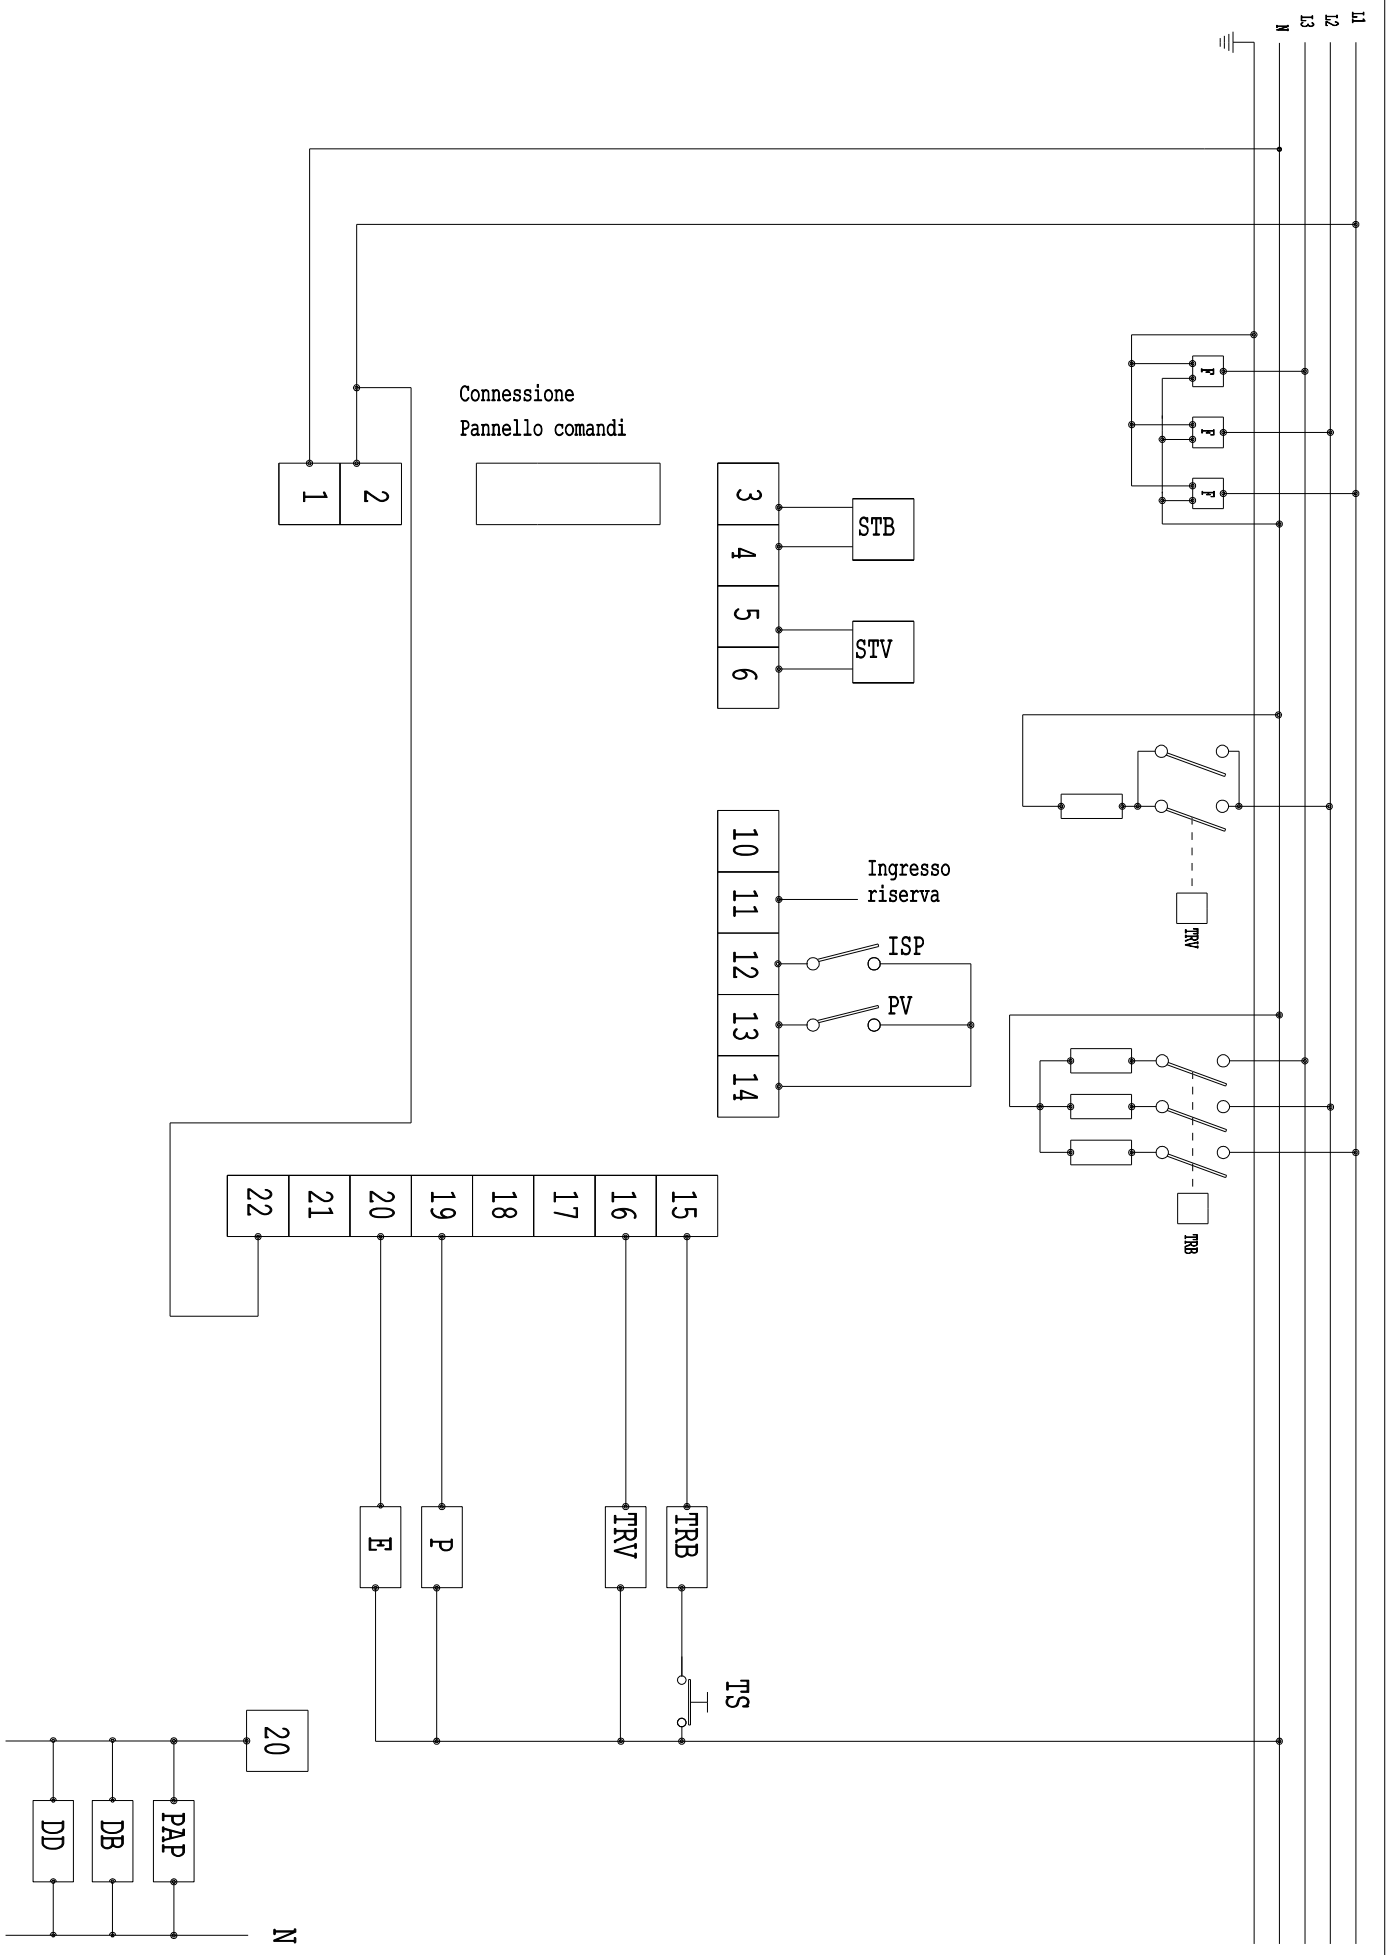 N
L3
L2
L1
F
F
F
Connessione
Pannello comandi
1
2
3
4
5
6
STB
STV
TRV
10
11
12
13
14
Ingresso
riserva
ISP
PV
TRB
22
21
20
19
18
17
16
15
E
P
TRV
TRB
TS
20
DD
DB
PAP
N